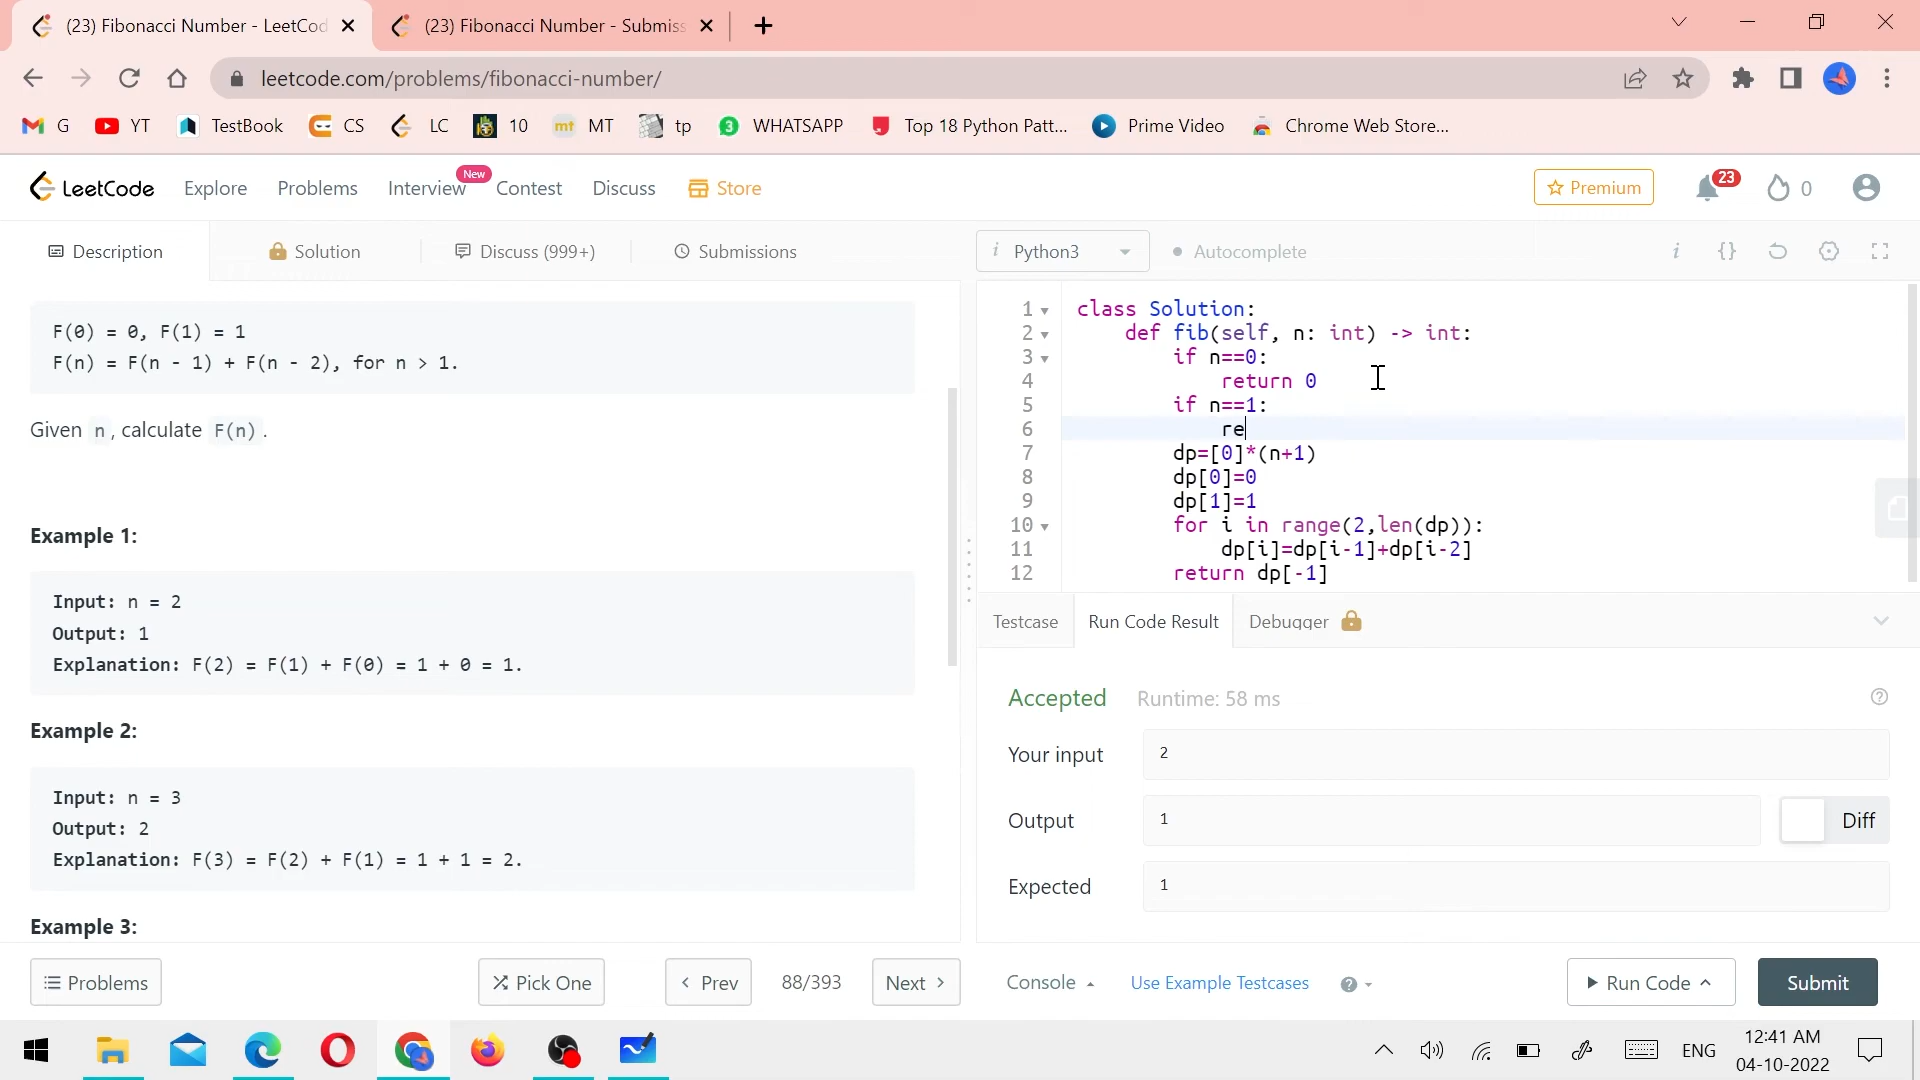 (23) Fibonacci Number - LeetCod
(23) Fibonacci Number - Submiss
leetcode.com/problems/fibonacci-number/
G YT TestBook CS LC 10 mt MT tp 3 WHATSAPP Top 18 Python Patt... Prime Video Chrome Web Store...
LeetCode Explore Problems Interview New Contest Discuss Store Premium 23 0
Description Solution Discuss (999+) Submissions
F(0) = 0, F(1) = 1
F(n) = F(n - 1) + F(n - 2), for n > 1.
Given n, calculate F(n).
Example 1:
Input: n = 2
Output: 1
Explanation: F(2) = F(1) + F(0) = 1 + 0 = 1.
Example 2:
Input: n = 3
Output: 2
Explanation: F(3) = F(2) + F(1) = 1 + 1 = 2.
Example 3:
Problems Pick One Prev 88/393 Next
i Python3 Autocomplete i {}
1 class Solution:
2 def fib(self, n: int) -> int:
3 if n==0:
4 return 0
5 if n==1:
6 re
7 dp=[0]*(n+1)
8 dp[0]=0
9 dp[1]=1
10 for i in range(2,len(dp)):
11 dp[i]=dp[i-1]+dp[i-2]
12 return dp[-1]
Testcase Run Code Result Debugger
Accepted Runtime: 58 ms ?
Your input 2
Output 1 Diff
Expected 1
Console Use Example Testcases ? Run Code Submit
ENG 12:41 AM
04-10-2022